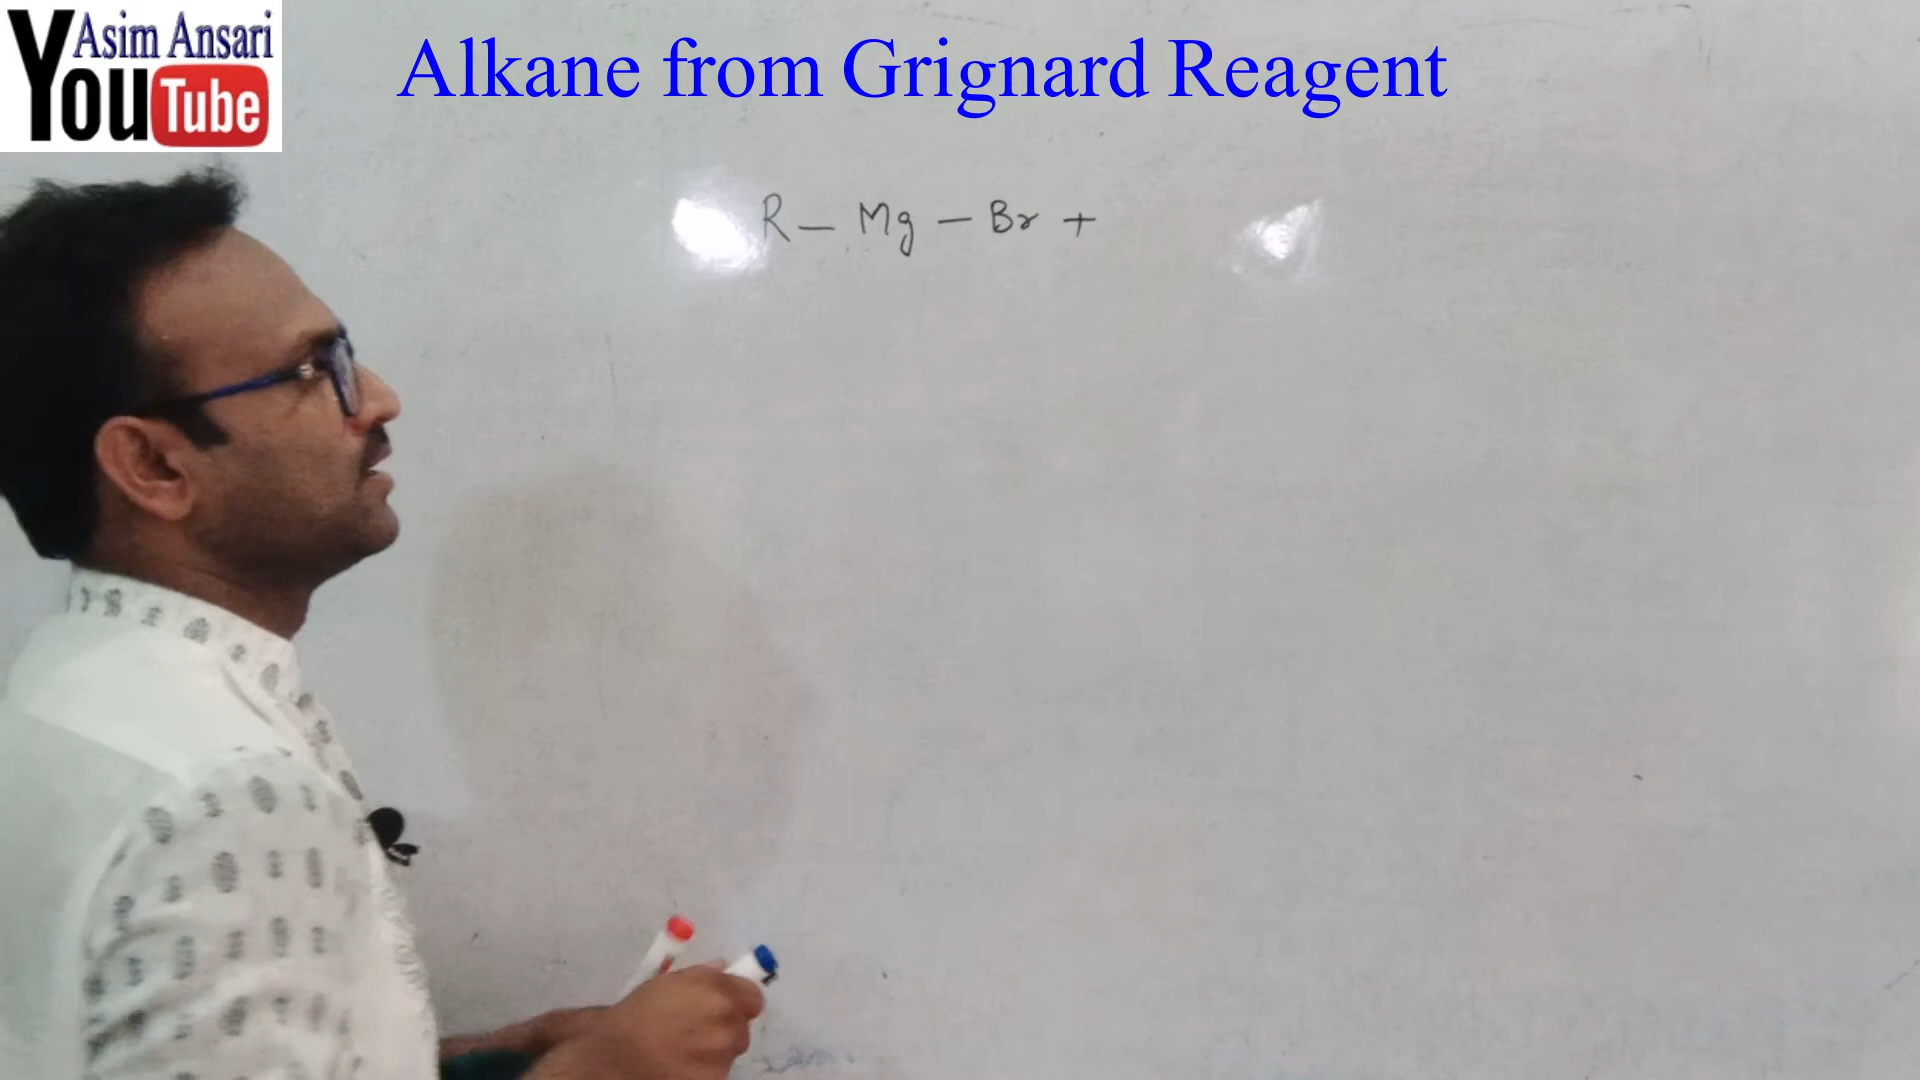 Asim Ansari
YouTube
Alkane from Grignard Reagent
R – Mg – Br +